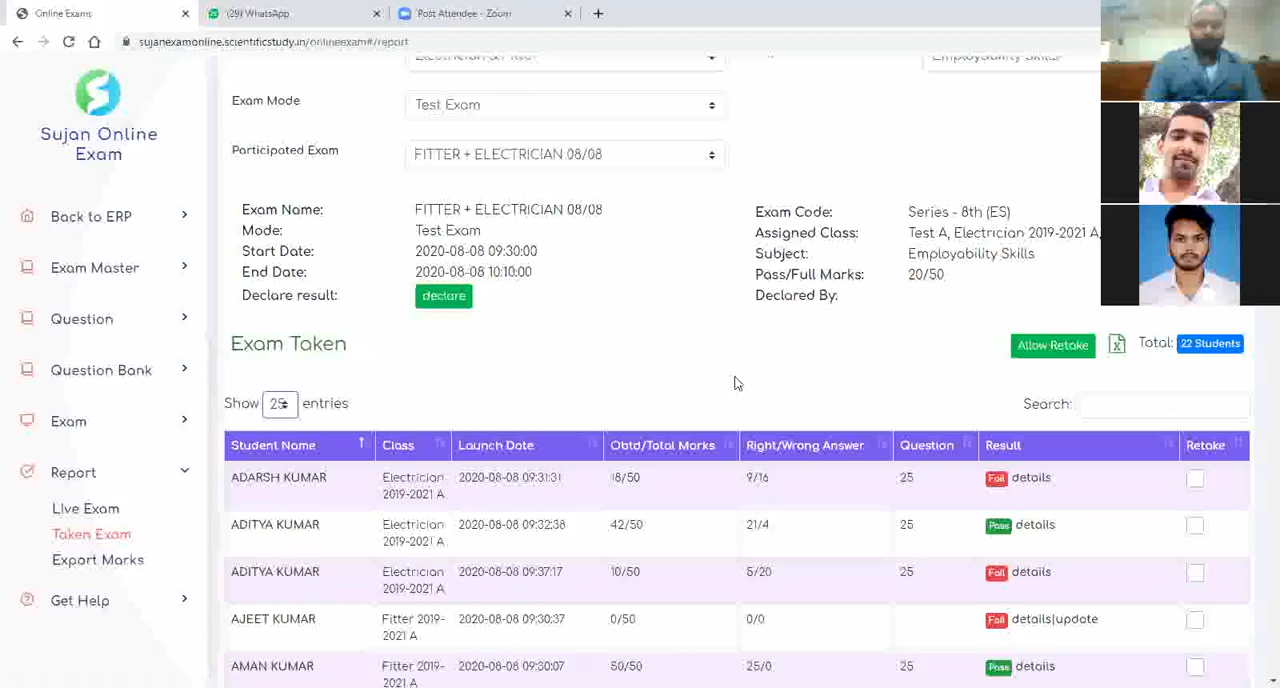 Online Exams
(29) WhatsApp
Post Attendee - Zoom
sujanexamonline.scientificstudy.in/onlineexam#/report
Sujan Online
Exam
Back to ERP
Exam Master
Question
Question Bank
Exam
Report
Live Exam
Taken Exam
Export Marks
Get Help
Electrician & Fitter
Employability Skills
Exam Mode
Test Exam
Participated Exam
FITTER + ELECTRICIAN 08/08
Exam Name: FITTER + ELECTRICIAN 08/08
Mode: Test Exam
Start Date: 2020-08-08 09:30:00
End Date: 2020-08-08 10:10:00
Declare result: declare
Exam Code: Series - 8th (ES)
Assigned Class: Test A, Electrician 2019-2021 A,
Subject: Employability Skills
Pass/Full Marks: 20/50
Declared By:
Exam Taken
Allow Retake Total: 22 Students
Show 25 entries Search:
Student Name Class Launch Date Obtd/Total Marks Right/Wrong Answer Question Result Retake
ADARSH KUMAR Electrician 2020-08-08 09:31:31 18/50 9/16 25 Fail details
2019-2021 A
ADITYA KUMAR Electrician 2020-08-08 09:32:38 42/50 21/4 25 Pass details
2019-2021 A
ADITYA KUMAR Electrician 2020-08-08 09:37:17 10/50 5/20 25 Fail details
2019-2021 A
AJEET KUMAR Fitter 2019- 2020-08-08 09:30:37 0/50 0/0 Fail details|update
2021 A
AMAN KUMAR Fitter 2019- 2020-08-08 09:30:07 50/50 25/0 25 Pass details
2021 A